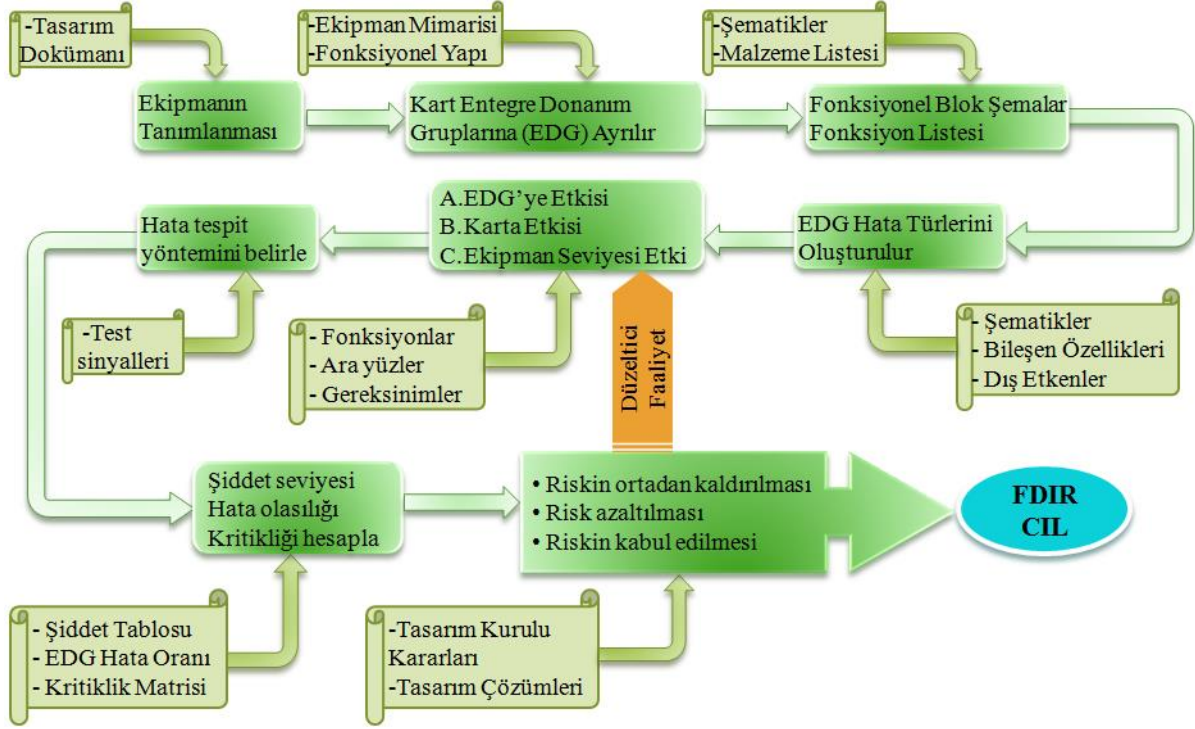 -Tasarım
Dokümanı
-Ekipman Mimarisi
-Fonksiyonel Yapı
-Şematikler
-Malzeme Listesi
Ekipmanın
Tanımlanması
Kart Entegre Donanım
Gruplarına (EDG) Ayrılır
Fonksiyonel Blok Şemalar
Fonksiyon Listesi
Hata tespit
yöntemini belirle
A.EDG’ye Etkisi
B.Karta Etkisi
C.Ekipman Seviyesi Etki
EDG Hata Türlerini
Oluşturulur
-Test
sinyalleri
- Fonksiyonlar
- Ara yüzler
- Gereksinimler
Düzeltici
Faaliyet
- Şematikler
- Bileşen Özellikleri
- Dış Etkenler
Şiddet seviyesi
Hata olasılığı
Kritikliği hesapla
• Riskin ortadan kaldırılması
• Risk azaltılması
• Riskin kabul edilmesi
FDIR
CIL
- Şiddet Tablosu
- EDG Hata Oranı
- Kritiklik Matrisi
-Tasarım Kurulu
Kararları
-Tasarım Çözümleri